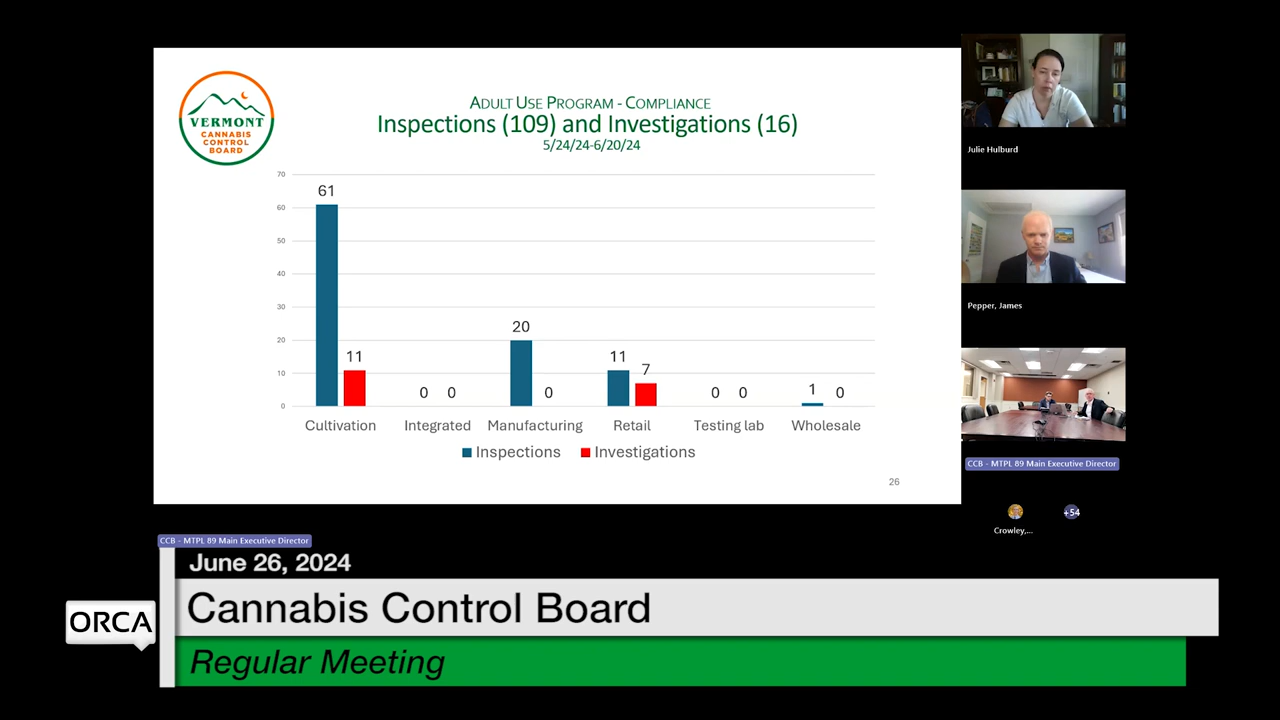 VERMONT
CANNABIS
CONTROL
BOARD
ADULT USE PROGRAM - COMPLIANCE
Inspections (109) and Investigations (16)
5/24/24-6/20/24
70
60
50
40
30
20
10
0
61
11
0
0
20
0
11
7
0
0
1
0
Cultivation
Integrated
Manufacturing
Retail
Testing lab
Wholesale
Inspections
Investigations
26
Julie Hulburd
Pepper, James
CCB - MTPL 89 Main Executive Director
+54
Crowley,...
CCB - MTPL 89 Main Executive Director
June 26, 2024
ORCA
Cannabis Control Board
Regular Meeting